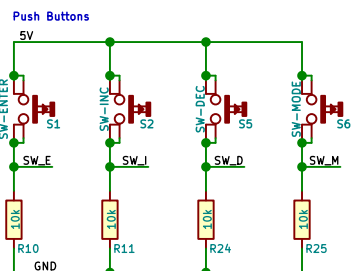 Push Buttons
5V
SW-ENTER
SW-INC
SW-DEC
SW-MODE
S1
S2
S5
S6
SW_E
SW_I
SW_D
SW_M
10k
10k
10k
10k
R10
R11
R24
R25
GND